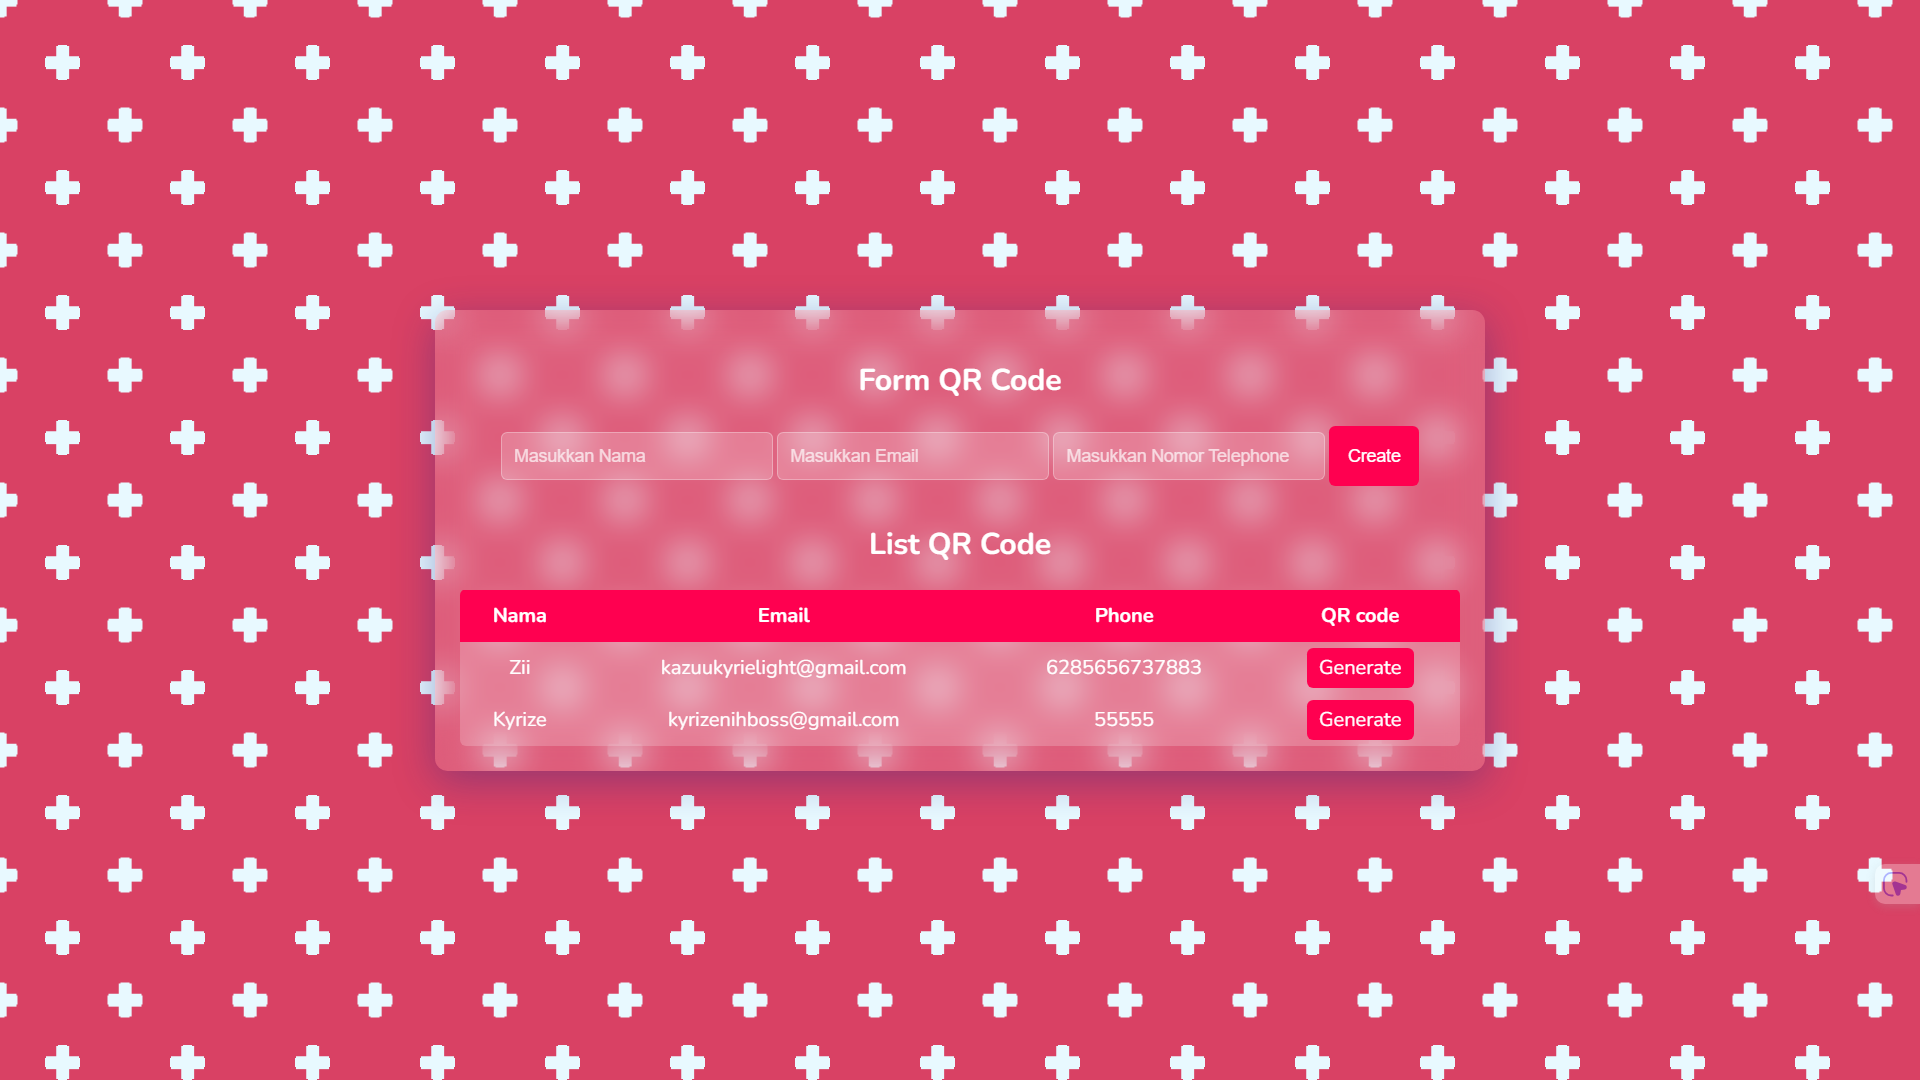 Form QR Code
Masukkan Nama Masukkan Email Masukkan Nomor Telephone Create
List QR Code
Nama Email Phone QR code
Zii kazuukyrielight@gmail.com 6285656737883 Generate
Kyrize kyrizenihboss@gmail.com 55555 Generate